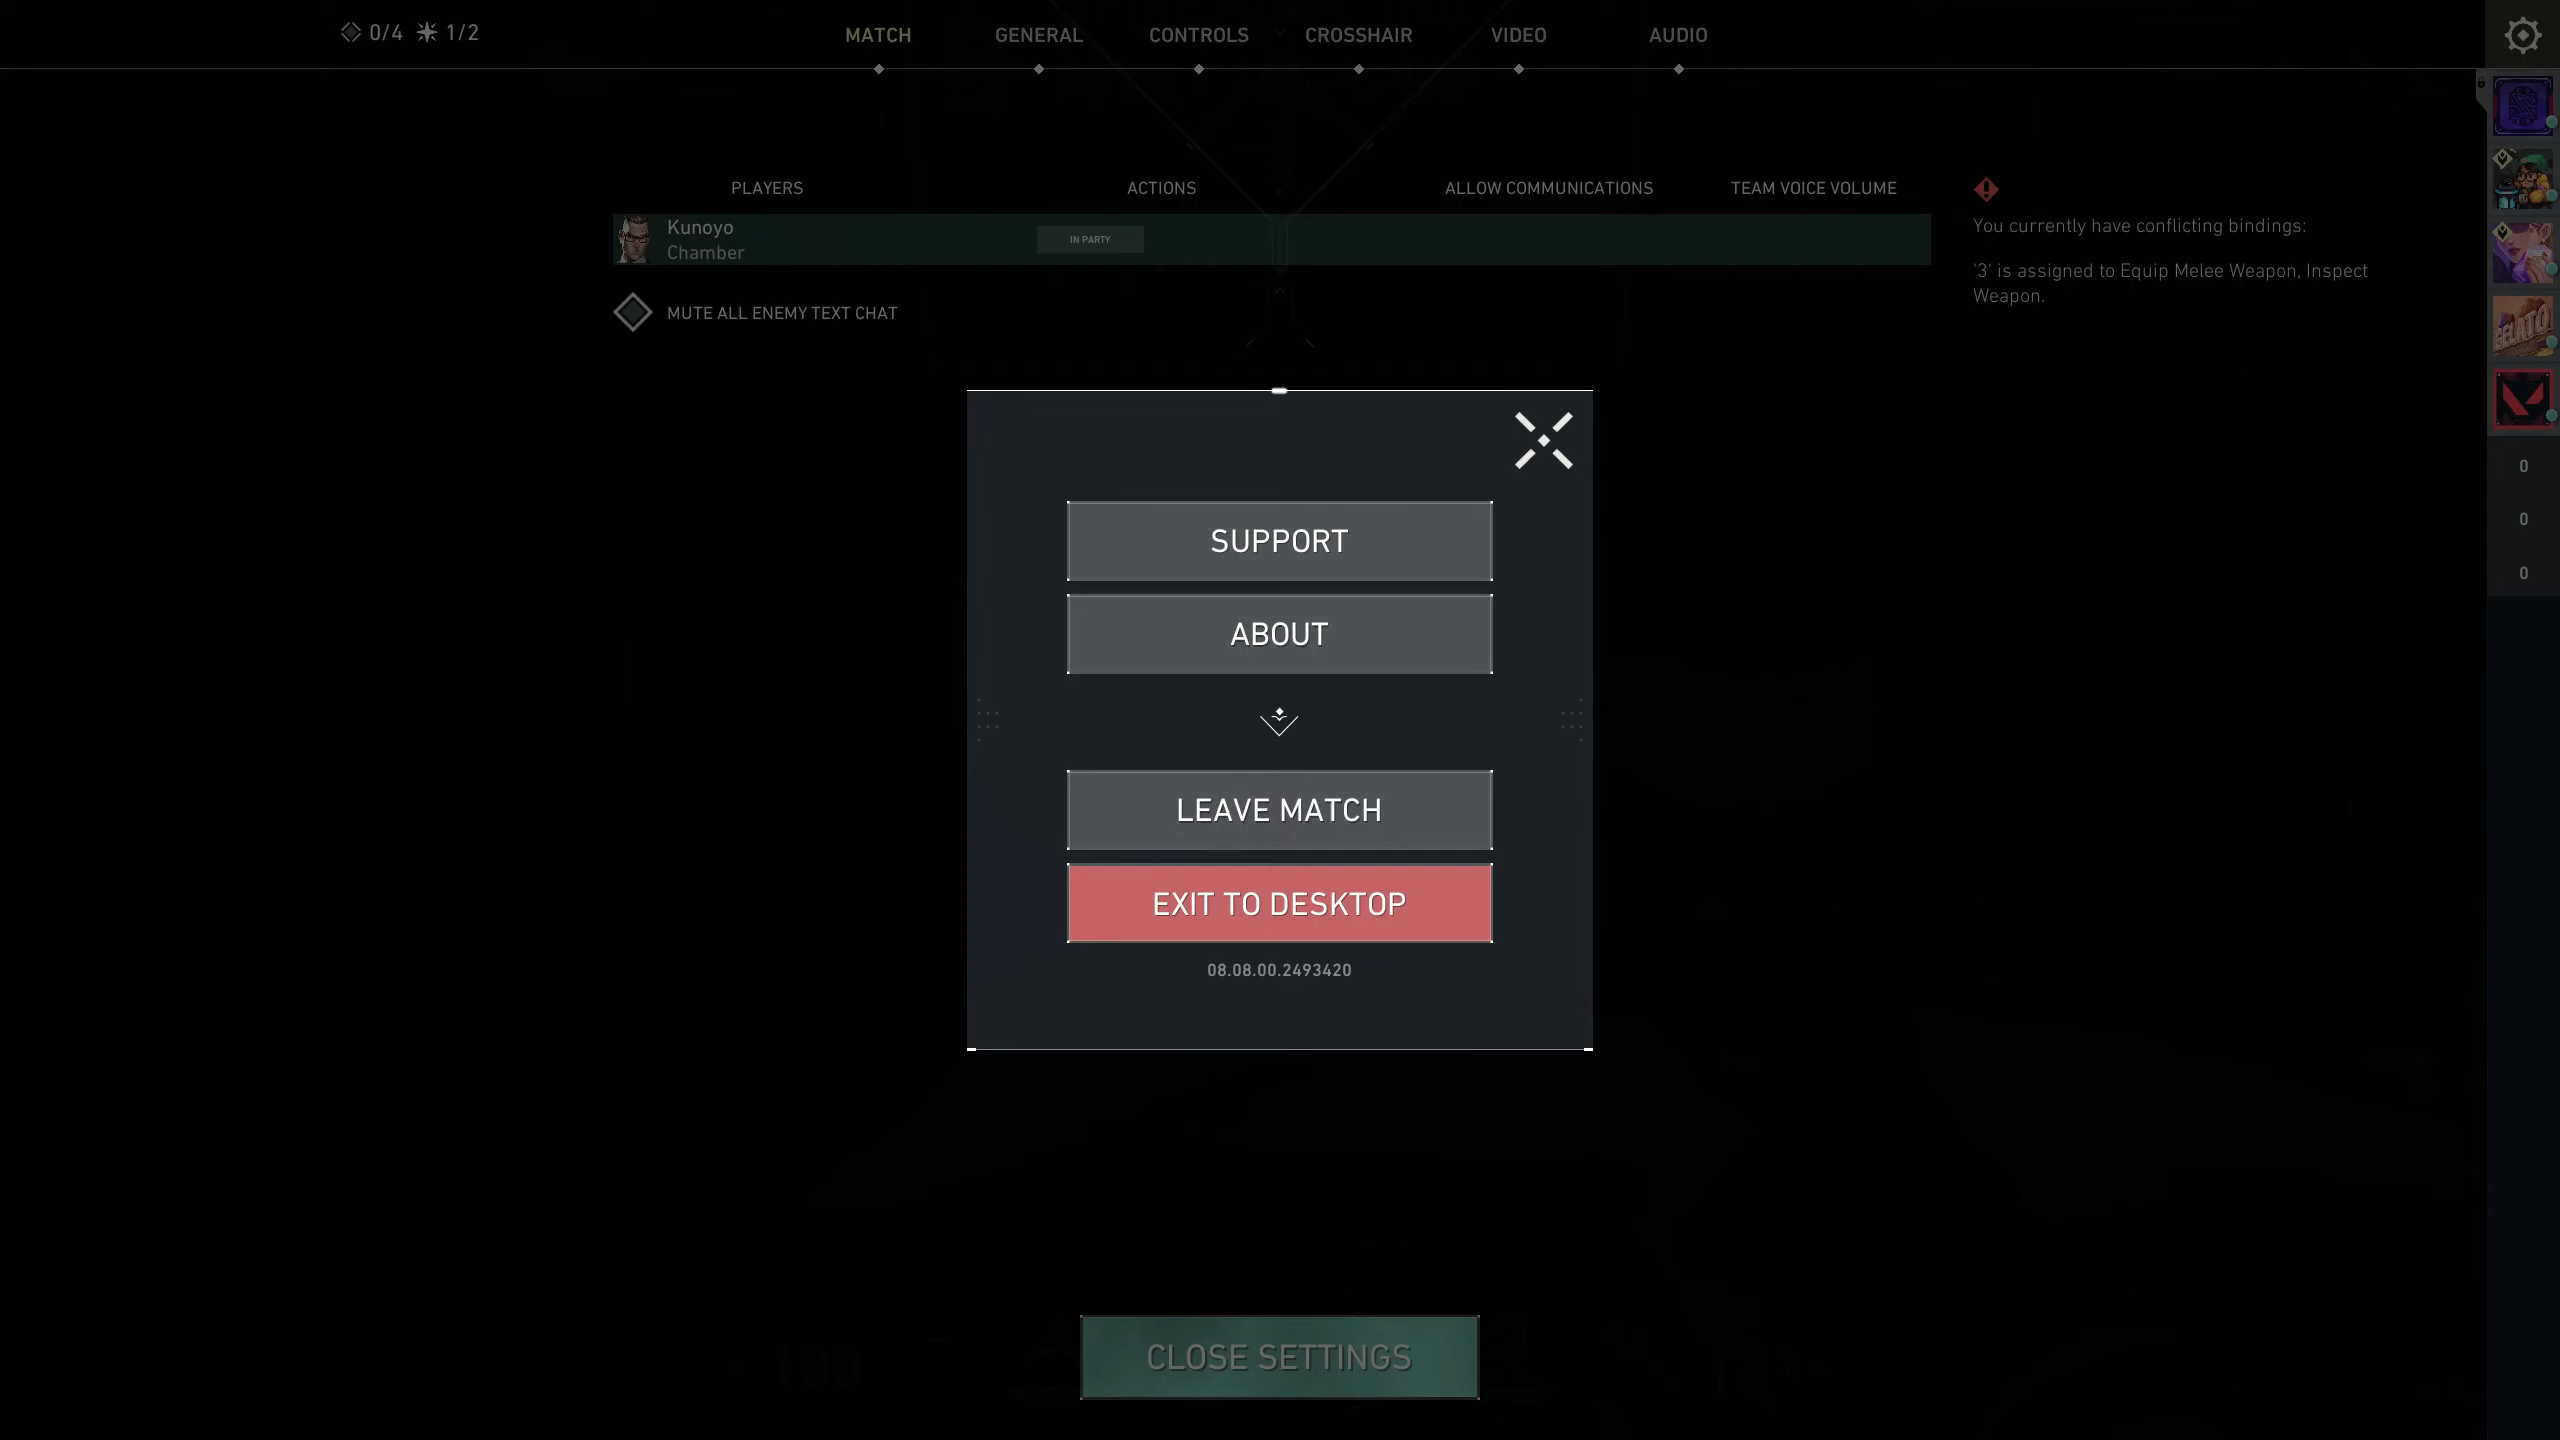 0/4 1/2
MATCH GENERAL CONTROLS CROSSHAIR VIDEO AUDIO
PLAYERS ACTIONS ALLOW COMMUNICATIONS TEAM VOICE VOLUME
Kunoyo
Chamber
IN PARTY
MUTE ALL ENEMY TEXT CHAT
You currently have conflicting bindings:
'3' is assigned to Equip Melee Weapon, Inspect
Weapon.
GELATO
0
0
0
SUPPORT
ABOUT
LEAVE MATCH
EXIT TO DESKTOP
08.08.00.2493420
CLOSE SETTINGS
100